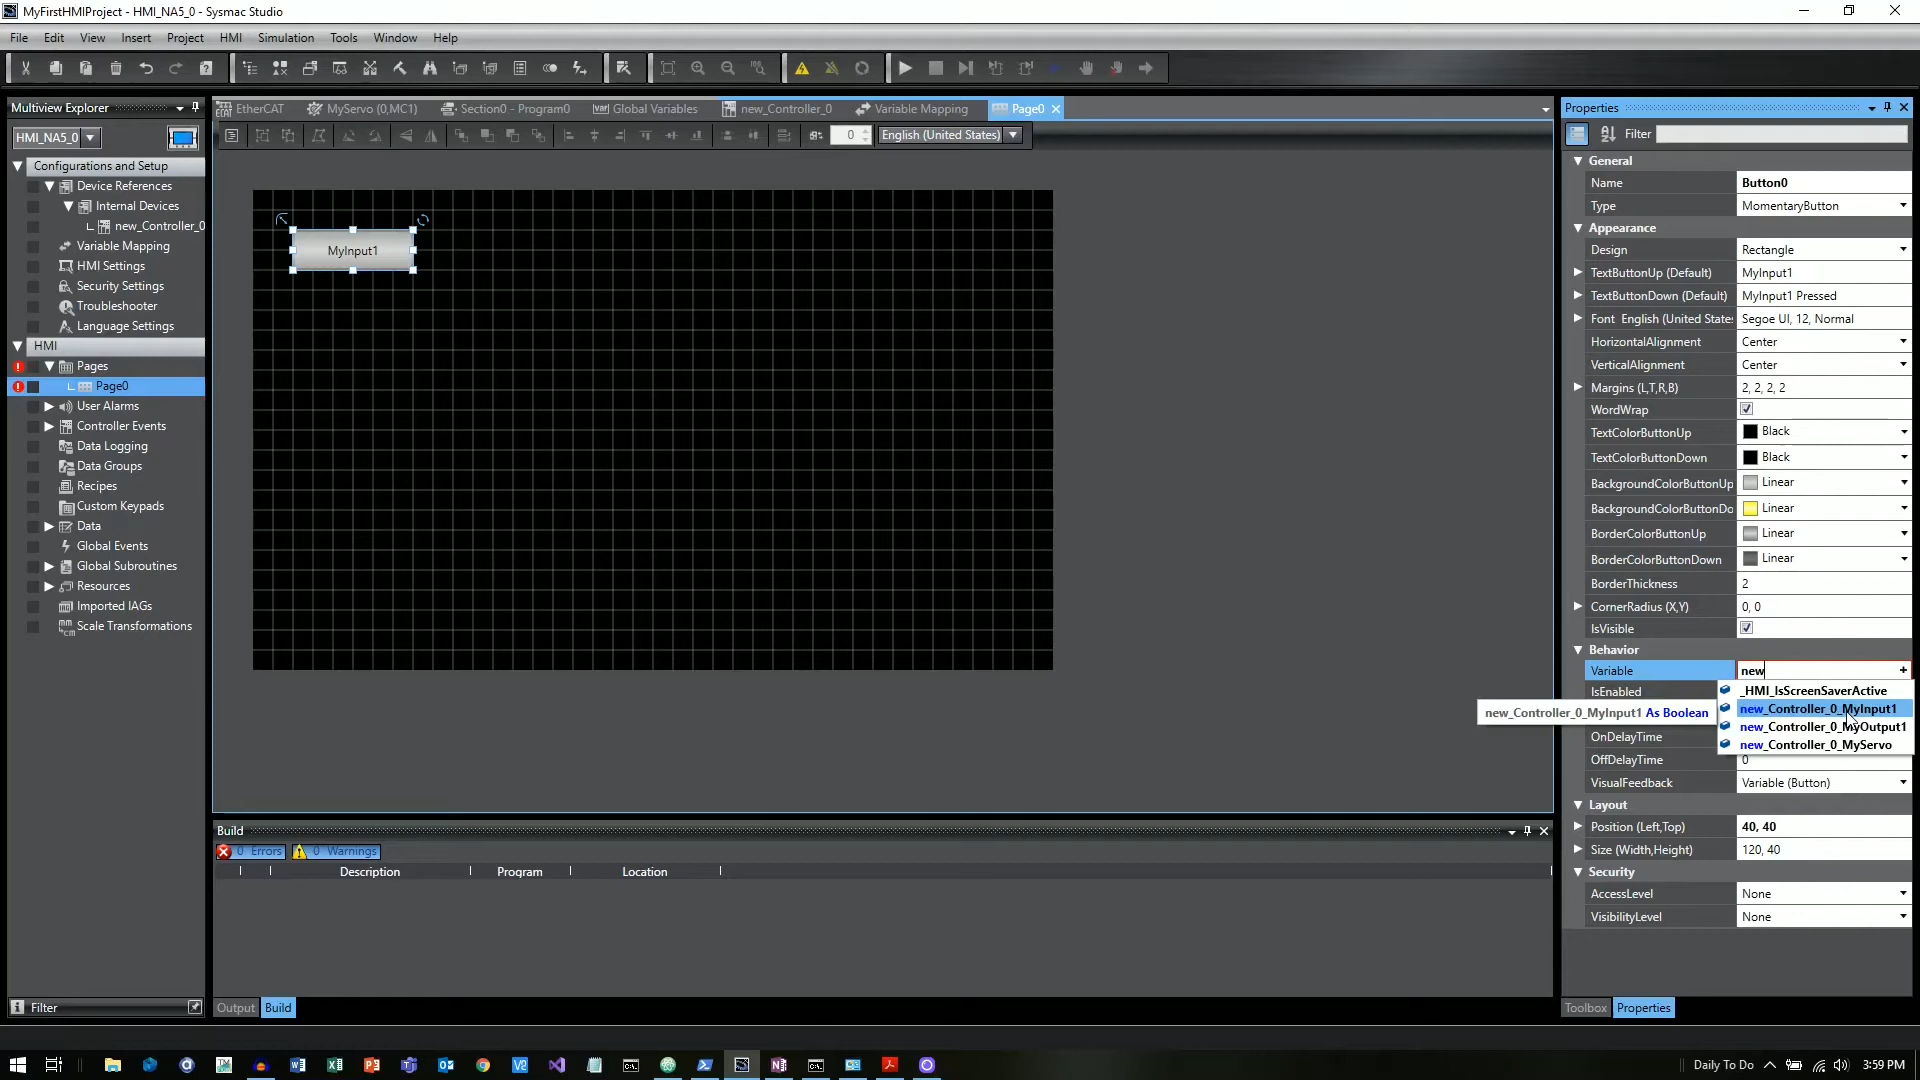 MyFirstHMIProject - HMI_NA5_0 - Sysmac Studio
File Edit View Insert Project HMI Simulation Tools Window Help
Multiview Explorer
HMI_NA5_0
Configurations and Setup
Device References
Internal Devices
new_Controller_0
Variable Mapping
HMI Settings
Security Settings
Troubleshooter
Language Settings
HMI
Pages
Page0
User Alarms
Controller Events
Data Logging
Data Groups
Recipes
Custom Keypads
Data
Global Events
Global Subroutines
Resources
Imported IAGs
Scale Transformations
Filter
EtherCAT MyServo (0,MC1) Section0 - Program0 Global Variables new_Controller_0 Variable Mapping Page0
0 English (United States)
MyInput1
Build
0 Errors 0 Warnings
Description Program Location
Output Build
Properties
Filter
General
Name Button0
Type MomentaryButton
Appearance
Design Rectangle
TextButtonUp (Default) MyInput1
TextButtonDown (Default) MyInput1 Pressed
Font English (United State: Segoe UI, 12, Normal
HorizontalAlignment Center
VerticalAlignment Center
Margins (L,T,R,B) 2, 2, 2, 2
WordWrap
TextColorButtonUp Black
TextColorButtonDown Black
BackgroundColorButtonUp Linear
BackgroundColorButtonDo Linear
BorderColorButtonUp Linear
BorderColorButtonDown Linear
BorderThickness 2
CornerRadius (X,Y) 0, 0
IsVisible
Behavior
Variable new
IsEnabled
_HMI_IsScreenSaverActive
new_Controller_0_MyInput1
new_Controller_0_MyOutput1
new_Controller_0_MyServo
new_Controller_0_MyInput1 As Boolean
OnDelayTime
OffDelayTime 0
VisualFeedback Variable (Button)
Layout
Position (Left,Top) 40, 40
Size (Width,Height) 120, 40
Security
AccessLevel None
VisibilityLevel None
Toolbox Properties
Daily To Do 3:59 PM